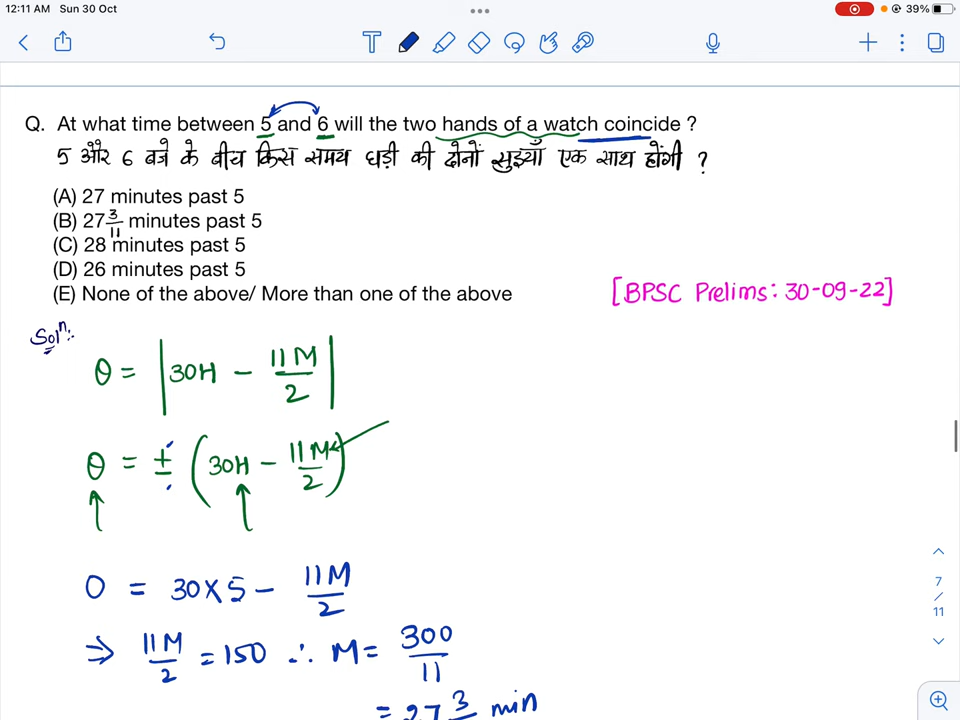 12:11 AM Sun 30 Oct
39%
T
Q. At what time between 5 and 6 will the two hands of a watch coincide ?
5 और 6 बजे के बीच किस समय घड़ी की दोनों सुइयाँ एक साथ होंगी ?
(A) 27 minutes past 5
(B) 27 3/11 minutes past 5
(C) 28 minutes past 5
(D) 26 minutes past 5
(E) None of the above/ More than one of the above
[BPSC Prelims: 30-09-22]
Solⁿ:
θ = |30H - 11M/2|
θ = ± (30H - 11M/2)
0 = 30×5 - 11M/2
⇒ 11M/2 = 150 ∴ M = 300/11
= 27 3 min
7
/
11